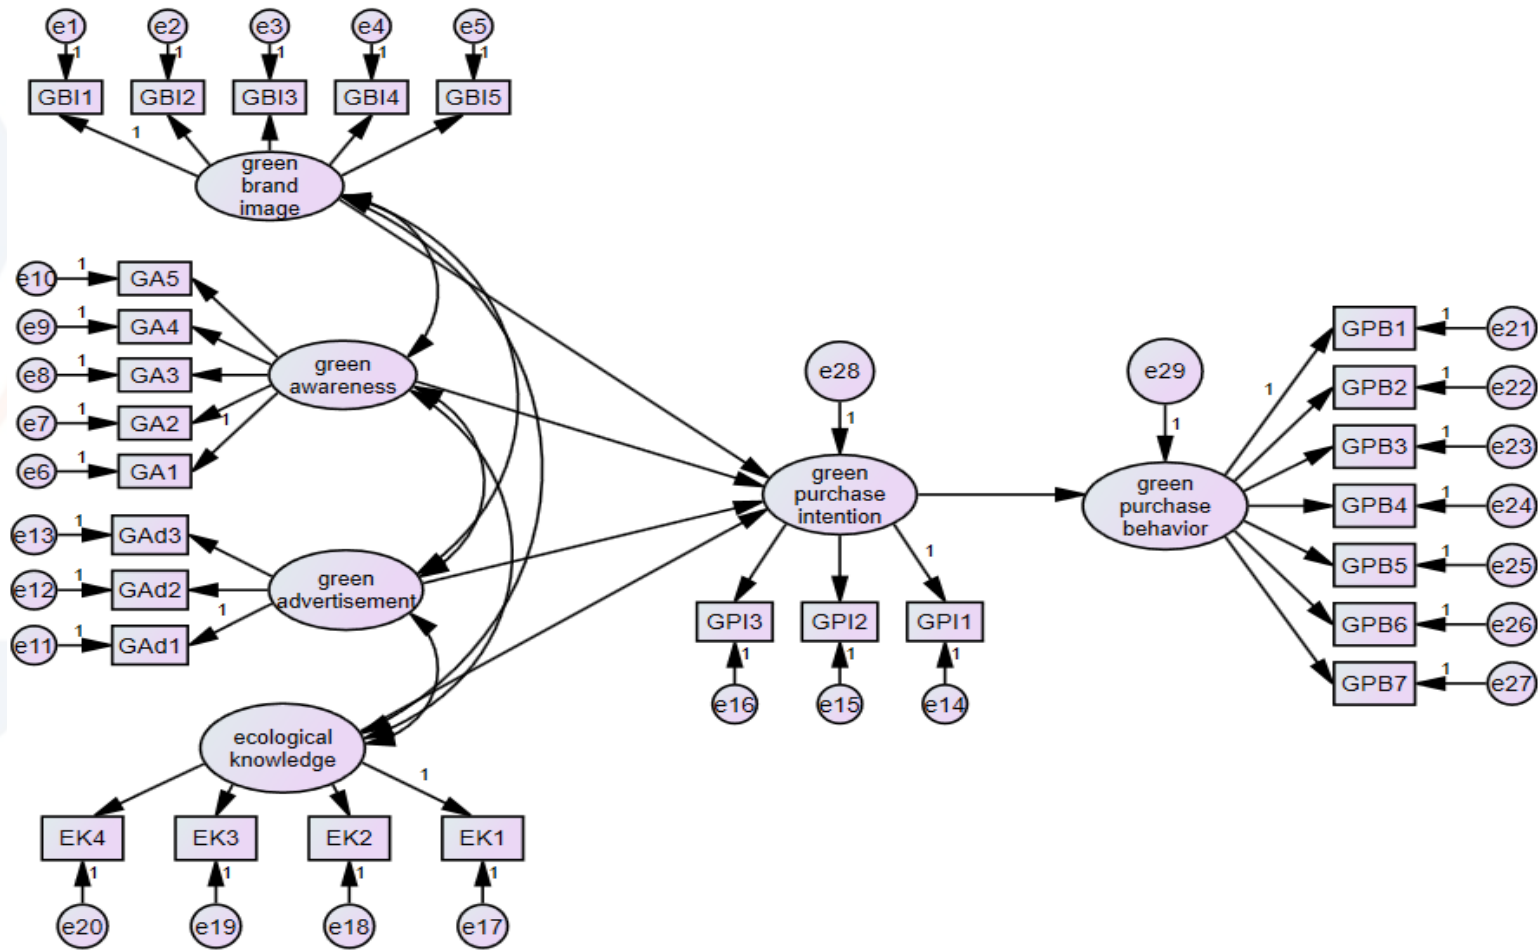 e1 e2 e3 e4 e5
1 1 1 1 1
GBI1 GBI2 GBI3 GBI4 GBI5
1
green
brand
image
e10 1 GA5
e9 1 GA4
e8 1 GA3
e7 1 GA2
1
e6 1 GA1
green
awareness
e13 1 GAd3
e12 1 GAd2
1
e11 1 GAd1
green
advertisement
ecological
knowledge
1
EK4 EK3 EK2 EK1
1 1 1 1
e20 e19 e18 e17
e28
1
green
purchase
intention
1
GPI3 GPI2 GPI1
1 1 1
e16 e15 e14
e29
1
green
purchase
behavior
1
GPB1 1 e21
GPB2 1 e22
GPB3 1 e23
GPB4 1 e24
GPB5 1 e25
GPB6 1 e26
GPB7 1 e27